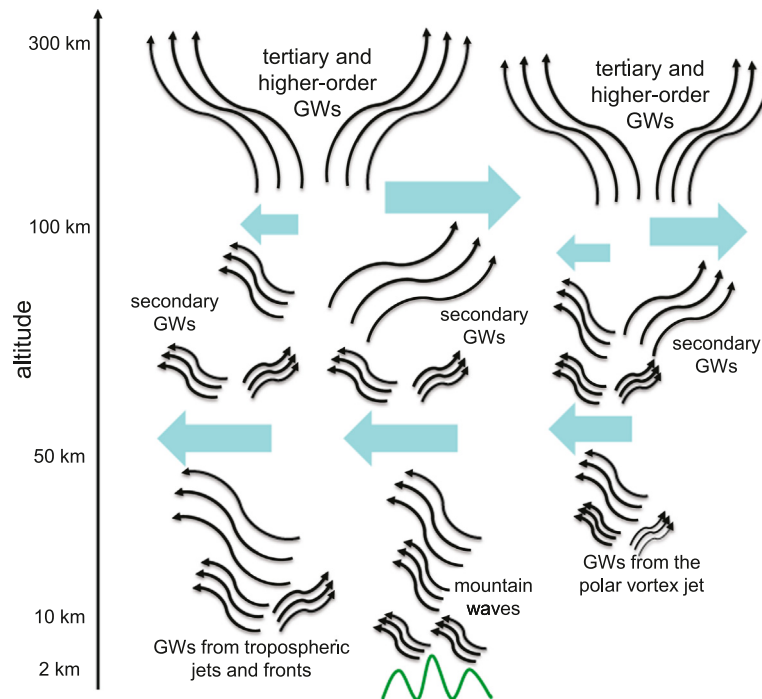 300 km
tertiary and
higher-order
GWs
tertiary and
higher-order
GWs
100 km
secondary
GWs
secondary
GWs
secondary
GWs
altitude
50 km
GWs from the
polar vortex jet
mountain
waves
10 km
GWs from tropospheric
jets and fronts
2 km